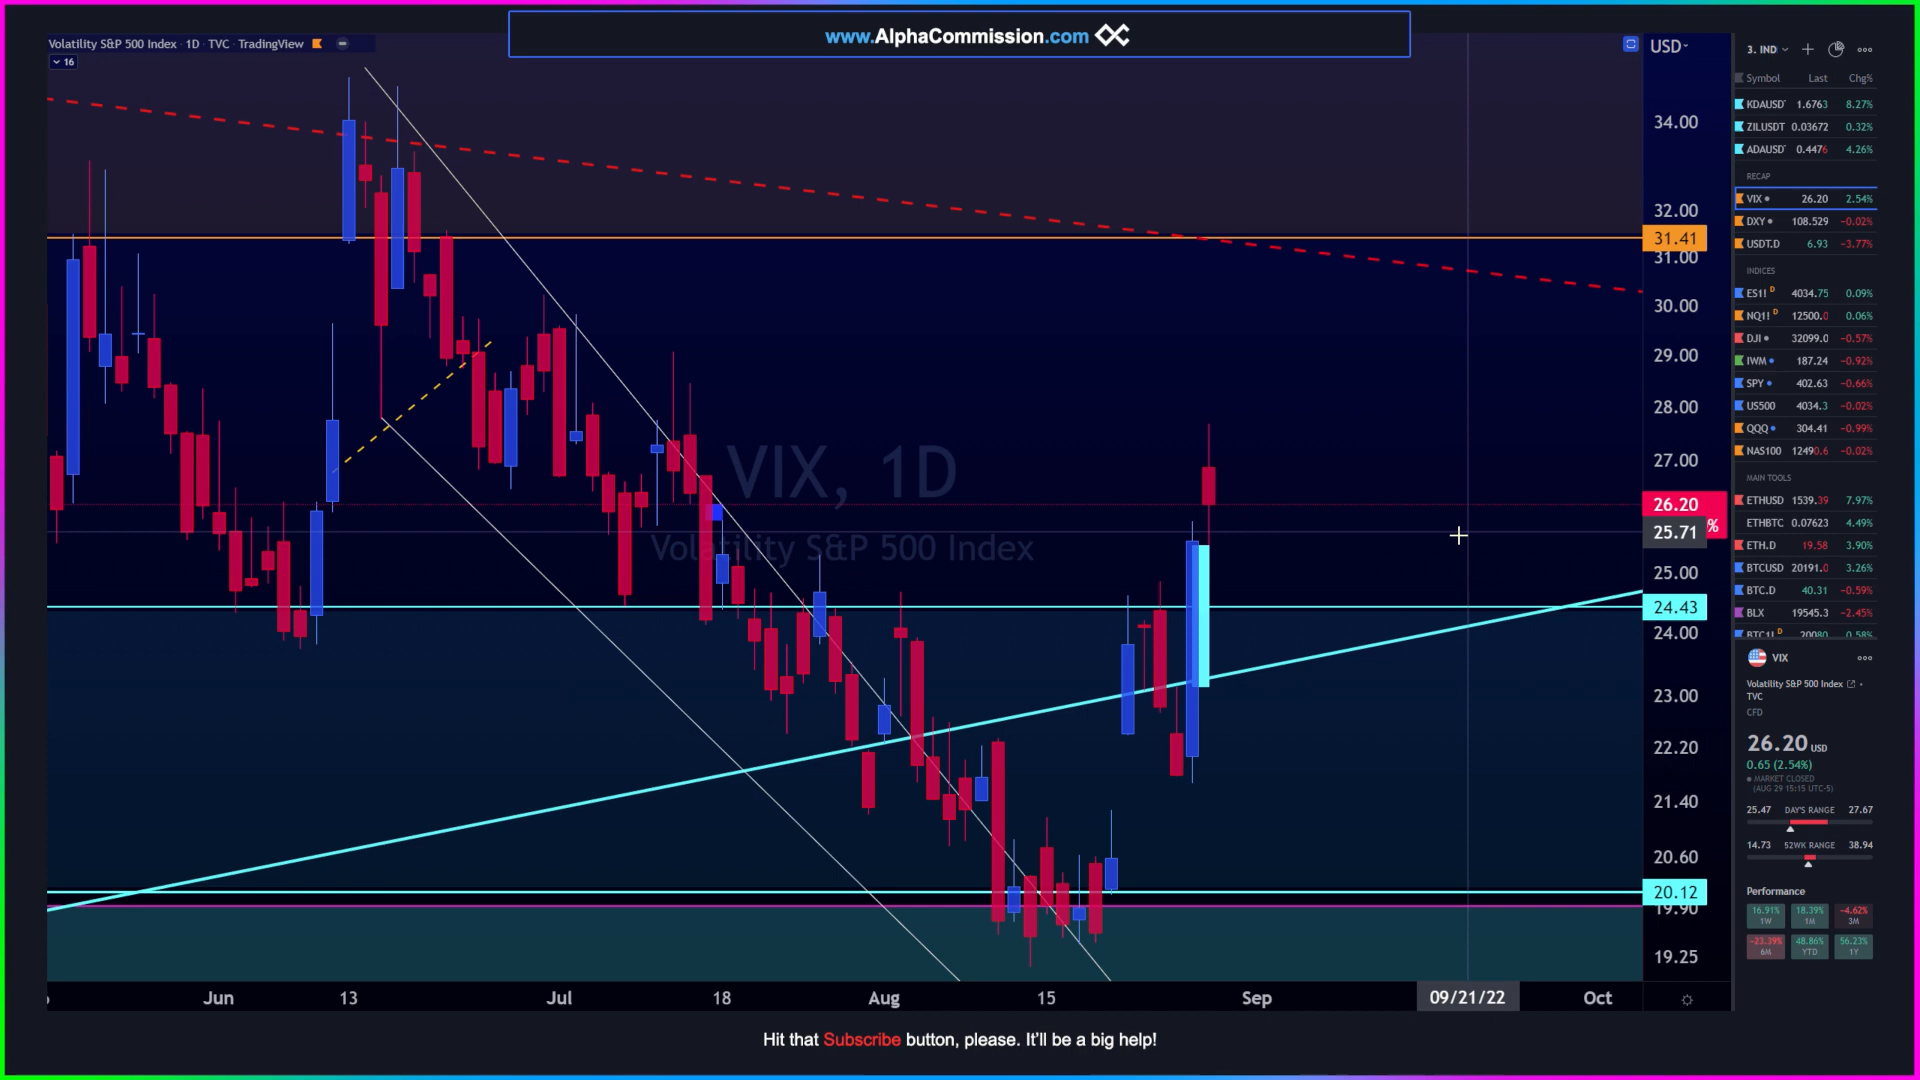 www.AlphaCommission.com
Volatility S&P 500 Index · 1D · TVC · TradingView
16
USD
34.00
32.00
31.41
31.00
30.00
29.00
28.00
27.00
26.20
25.71
%
25.00
24.43
24.00
23.00
22.20
21.40
20.60
20.12
19.90
19.25
VIX, 1D
Volatility S&P 500 Index
Jun
13
Jul
18
Aug
15
Sep
09/21/22
Oct
Hit that Subscribe button, please. It'll be a big help!
3. IND
Symbol Last Chg%
KDAUSD 1.6763 8.27%
ZILUSDT 0.03672 0.32%
ADAUSD 0.4476 4.26%
RECAP
VIX 26.20 2.54%
DXY 108.529 −0.02%
USDT.D 6.93 −3.77%
INDICES
ES1! D 4034.75 0.09%
NQ1! D 12500.0 0.06%
DJI 32099.0 −0.57%
IWM 187.24 −0.92%
SPY 402.63 −0.66%
US500 4034.3 −0.02%
QQQ 304.41 −0.99%
NAS100 12490.6 −0.02%
MAIN TOOLS
ETHUSD 1539.39 7.97%
ETHBTC 0.07623 4.49%
ETH.D 19.58 3.90%
BTCUSD 20191.0 3.26%
BTC.D 40.31 −0.59%
BLX 19545.3 −2.45%
BTC1! D 20080 0.58%
VIX
Volatility S&P 500 Index
TVC
CFD
26.20 USD
0.65 (2.54%)
MARKET CLOSED
(AUG 29 15:15 UTC-5)
25.47 DAY'S RANGE 27.67
14.73 52WK RANGE 38.94
Performance
16.91% 18.39% −4.62%
1W 1M 3M
−23.39% 48.86% 56.23%
6M YTD 1Y